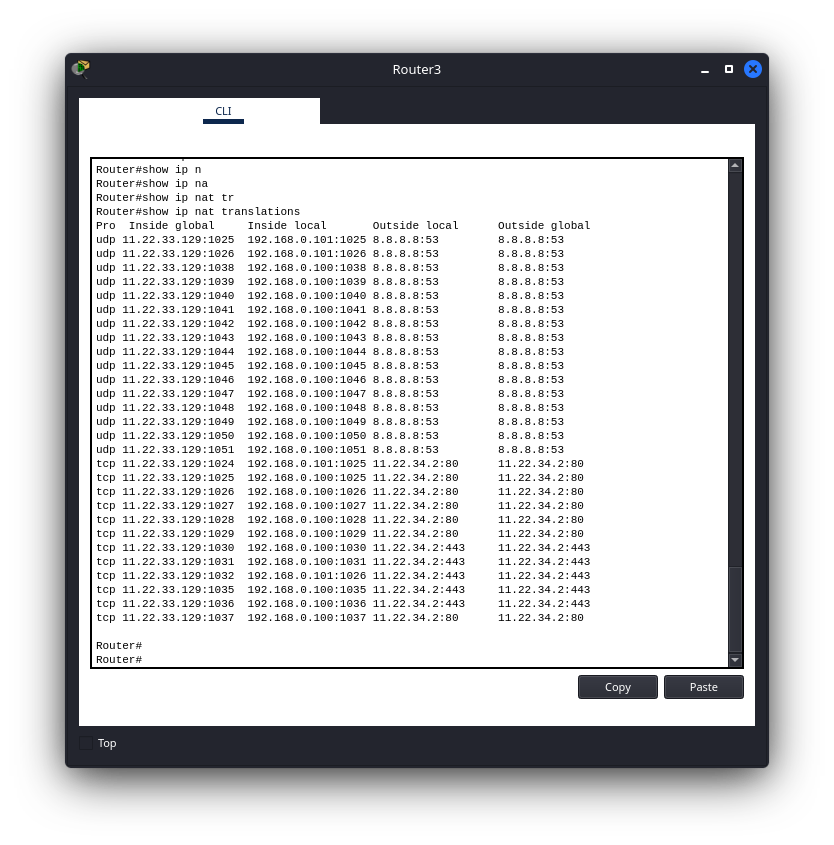 Router3
CLI
Router#show ip n
Router#show ip na
Router#show ip nat tr
Router#show ip nat translations
Pro  Inside global     Inside local       Outside local      Outside global
udp 11.22.33.129:1025  192.168.0.101:1025 8.8.8.8:53         8.8.8.8:53
udp 11.22.33.129:1026  192.168.0.101:1026 8.8.8.8:53         8.8.8.8:53
udp 11.22.33.129:1038  192.168.0.100:1038 8.8.8.8:53         8.8.8.8:53
udp 11.22.33.129:1039  192.168.0.100:1039 8.8.8.8:53         8.8.8.8:53
udp 11.22.33.129:1040  192.168.0.100:1040 8.8.8.8:53         8.8.8.8:53
udp 11.22.33.129:1041  192.168.0.100:1041 8.8.8.8:53         8.8.8.8:53
udp 11.22.33.129:1042  192.168.0.100:1042 8.8.8.8:53         8.8.8.8:53
udp 11.22.33.129:1043  192.168.0.100:1043 8.8.8.8:53         8.8.8.8:53
udp 11.22.33.129:1044  192.168.0.100:1044 8.8.8.8:53         8.8.8.8:53
udp 11.22.33.129:1045  192.168.0.100:1045 8.8.8.8:53         8.8.8.8:53
udp 11.22.33.129:1046  192.168.0.100:1046 8.8.8.8:53         8.8.8.8:53
udp 11.22.33.129:1047  192.168.0.100:1047 8.8.8.8:53         8.8.8.8:53
udp 11.22.33.129:1048  192.168.0.100:1048 8.8.8.8:53         8.8.8.8:53
udp 11.22.33.129:1049  192.168.0.100:1049 8.8.8.8:53         8.8.8.8:53
udp 11.22.33.129:1050  192.168.0.100:1050 8.8.8.8:53         8.8.8.8:53
udp 11.22.33.129:1051  192.168.0.100:1051 8.8.8.8:53         8.8.8.8:53
tcp 11.22.33.129:1024  192.168.0.101:1025 11.22.34.2:80      11.22.34.2:80
tcp 11.22.33.129:1025  192.168.0.100:1025 11.22.34.2:80      11.22.34.2:80
tcp 11.22.33.129:1026  192.168.0.100:1026 11.22.34.2:80      11.22.34.2:80
tcp 11.22.33.129:1027  192.168.0.100:1027 11.22.34.2:80      11.22.34.2:80
tcp 11.22.33.129:1028  192.168.0.100:1028 11.22.34.2:80      11.22.34.2:80
tcp 11.22.33.129:1029  192.168.0.100:1029 11.22.34.2:80      11.22.34.2:80
tcp 11.22.33.129:1030  192.168.0.100:1030 11.22.34.2:443     11.22.34.2:443
tcp 11.22.33.129:1031  192.168.0.100:1031 11.22.34.2:443     11.22.34.2:443
tcp 11.22.33.129:1032  192.168.0.101:1026 11.22.34.2:443     11.22.34.2:443
tcp 11.22.33.129:1035  192.168.0.100:1035 11.22.34.2:443     11.22.34.2:443
tcp 11.22.33.129:1036  192.168.0.100:1036 11.22.34.2:443     11.22.34.2:443
tcp 11.22.33.129:1037  192.168.0.100:1037 11.22.34.2:80      11.22.34.2:80
Router#
Router#
Copy Paste
Top